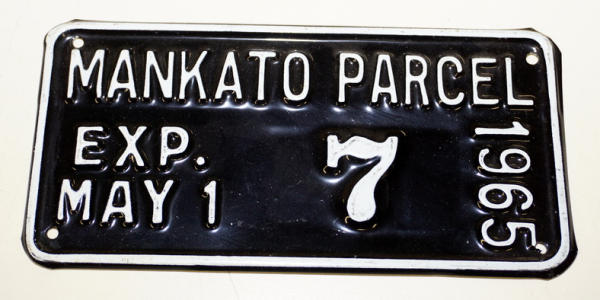 MANKATO PARCEL
EXP.
MAY 1
7
1965